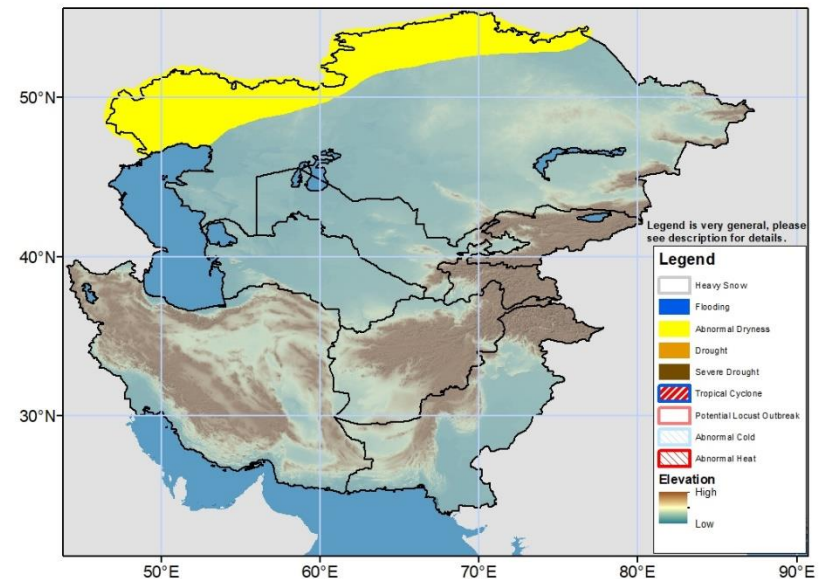 50°N
40°N
30°N
50°E
60°E
70°E
80°E
90°E
Legend is very general, please
see description for details.
Legend
Heavy Snow
Flooding
Abnormal Dryness
Drought
Severe Drought
Tropical Cyclone
Potential Locust Outbreak
Abnormal Cold
Abnormal Heat
Elevation
High
Low